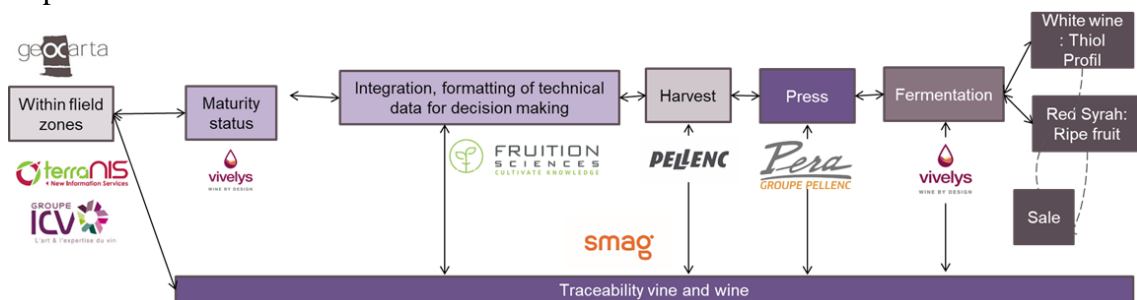 geocarta
Within flield
zones
terraNIS
New Information Services
GROUPE
ICV
L'art & l'expertise du vin
Maturity
status
vivelys
WINE BY DESIGN
Integration, formatting of technical
data for decision making
FRUITION
SCIENCES
CULTIVATE KNOWLEDGE
Harvest
PELLENC
smag
Press
Pera
GROUPE PELLENC
Fermentation
vivelys
WINE BY DESIGN
White wine
: Thiol
Profil
Red Syrah:
Ripe fruit
Sale
Traceability vine and wine